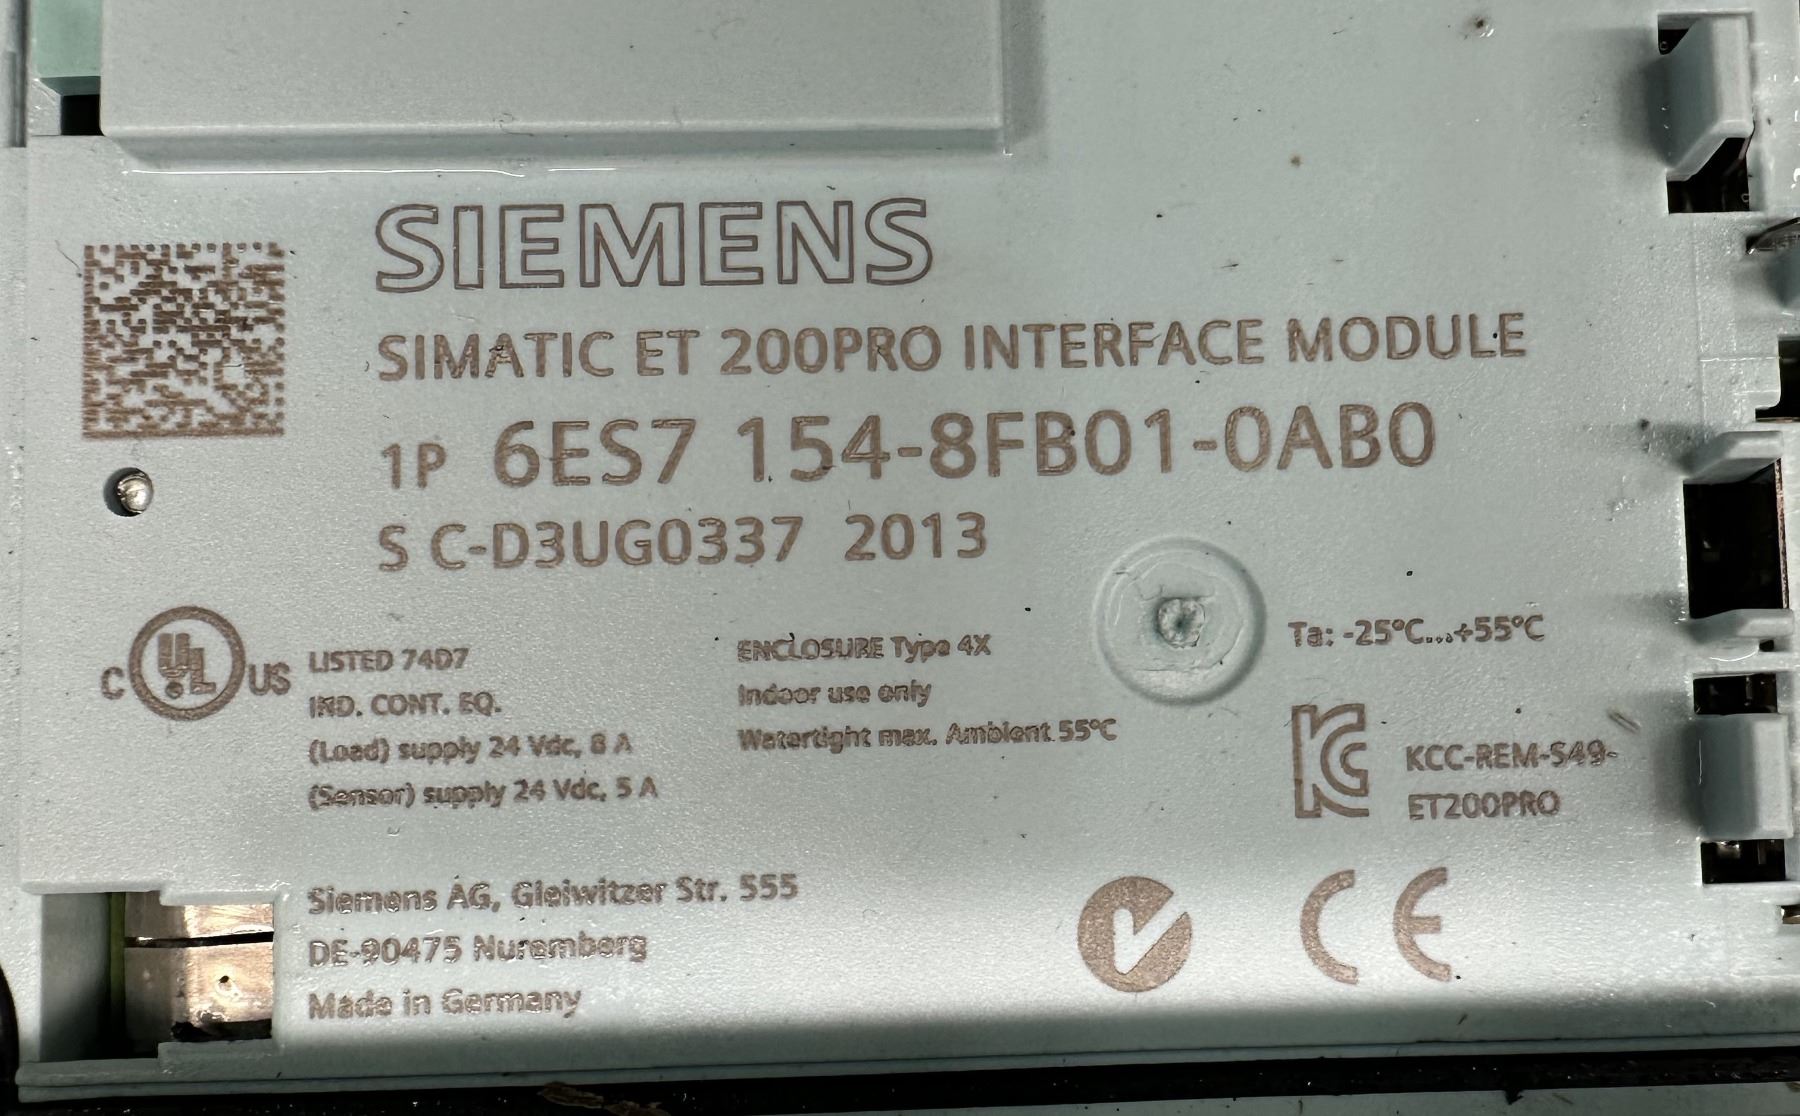 SIEMENS
SIMATIC ET 200PRO INTERFACE MODULE
1P 6ES7 154-8FB01-0AB0
S C-D3UG0337 2013
C UL US
LISTED 74D7
IND. CONT. EQ.
(Load) supply 24 Vdc, 8 A
(Sensor) supply 24 Vdc, 5 A
ENCLOSURE Type 4X
Indoor use only
Watertight max. Ambient 55°C
Ta: -25°C...+55°C
KCC-REM-S49-
ET200PRO
Siemens AG, Gleiwitzer Str. 555
DE-90475 Nuremberg
Made in Germany
CE